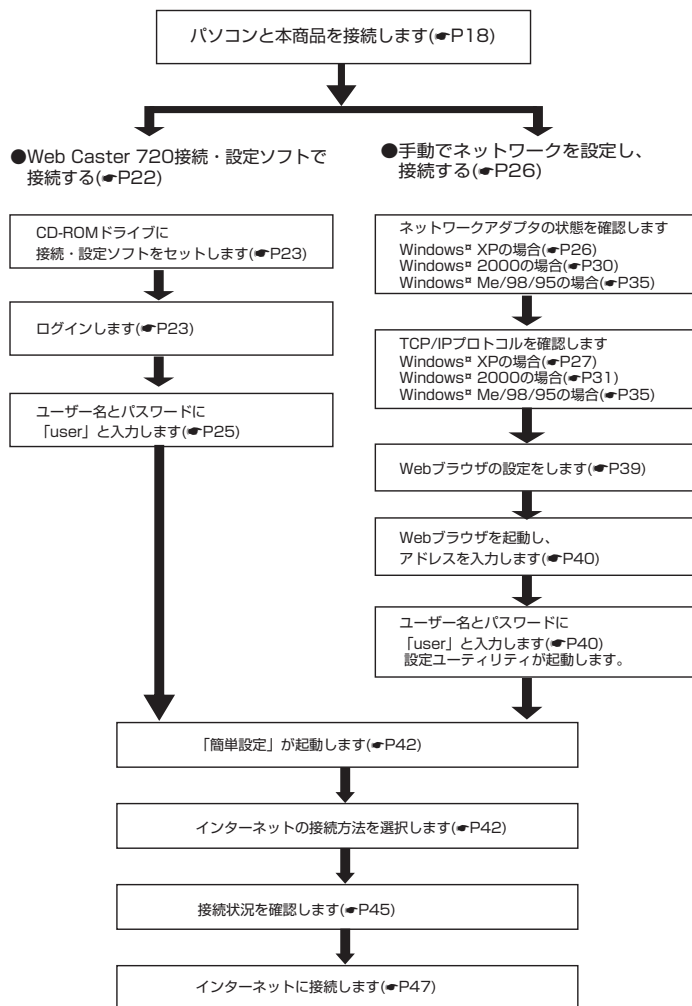 パソコンと本商品を接続します(☛P18)
●Web Caster 720接続・設定ソフトで
接続する(☛P22)
CD-ROMドライブに
接続・設定ソフトをセットします(☛P23)
ログインします(☛P23)
ユーザー名とパスワードに
「user」と入力します(☛P25)
●手動でネットワークを設定し、
接続する(☛P26)
ネットワークアダプタの状態を確認します
Windows¤ XPの場合(☛P26)
Windows¤ 2000の場合(☛P30)
Windows¤ Me/98/95の場合(☛P35)
TCP/IPプロトコルを確認します
Windows¤ XPの場合(☛P27)
Windows¤ 2000の場合(☛P31)
Windows¤ Me/98/95の場合(☛P35)
Webブラウザの設定をします(☛P39)
Webブラウザを起動し、
アドレスを入力します(☛P40)
ユーザー名とパスワードに
「user」と入力します(☛P40)
設定ユーティリティが起動します。
「簡単設定」が起動します(☛P42)
インターネットの接続方法を選択します(☛P42)
接続状況を確認します(☛P45)
インターネットに接続します(☛P47)